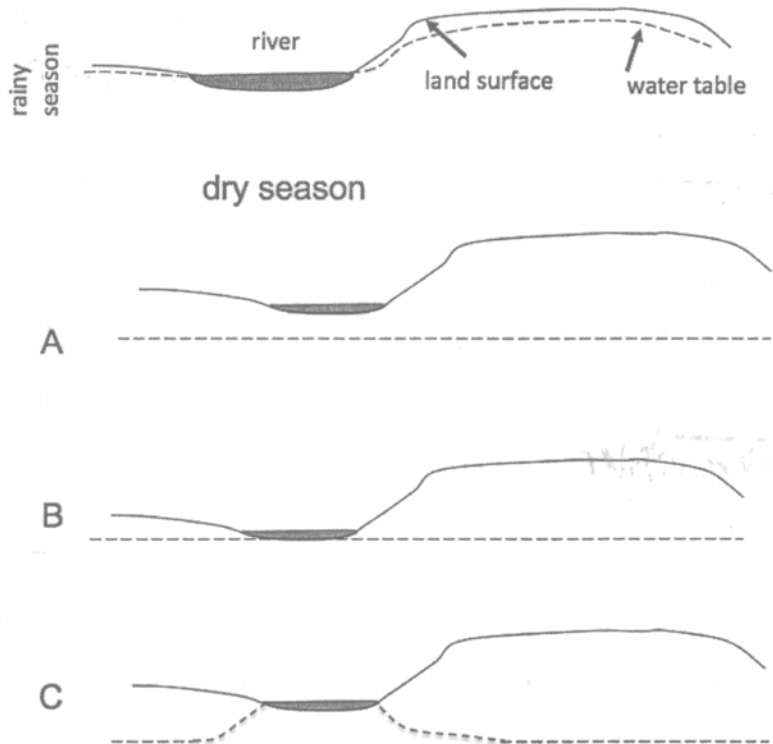 rainy
season
river
land surface
water table
dry season
A
B
C